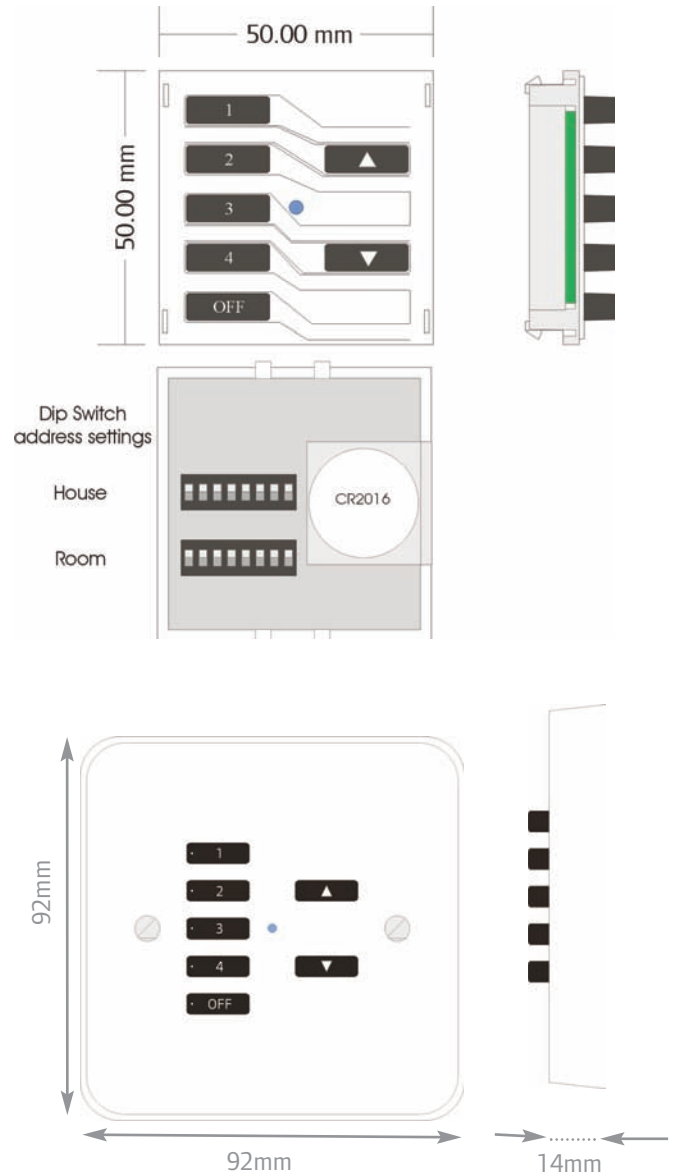 50.00 mm
50.00 mm
1
2
3
4
OFF
Dip Switch
address settings
House
CR2016
Room
92mm
1
2
3
4
OFF
92mm
14mm